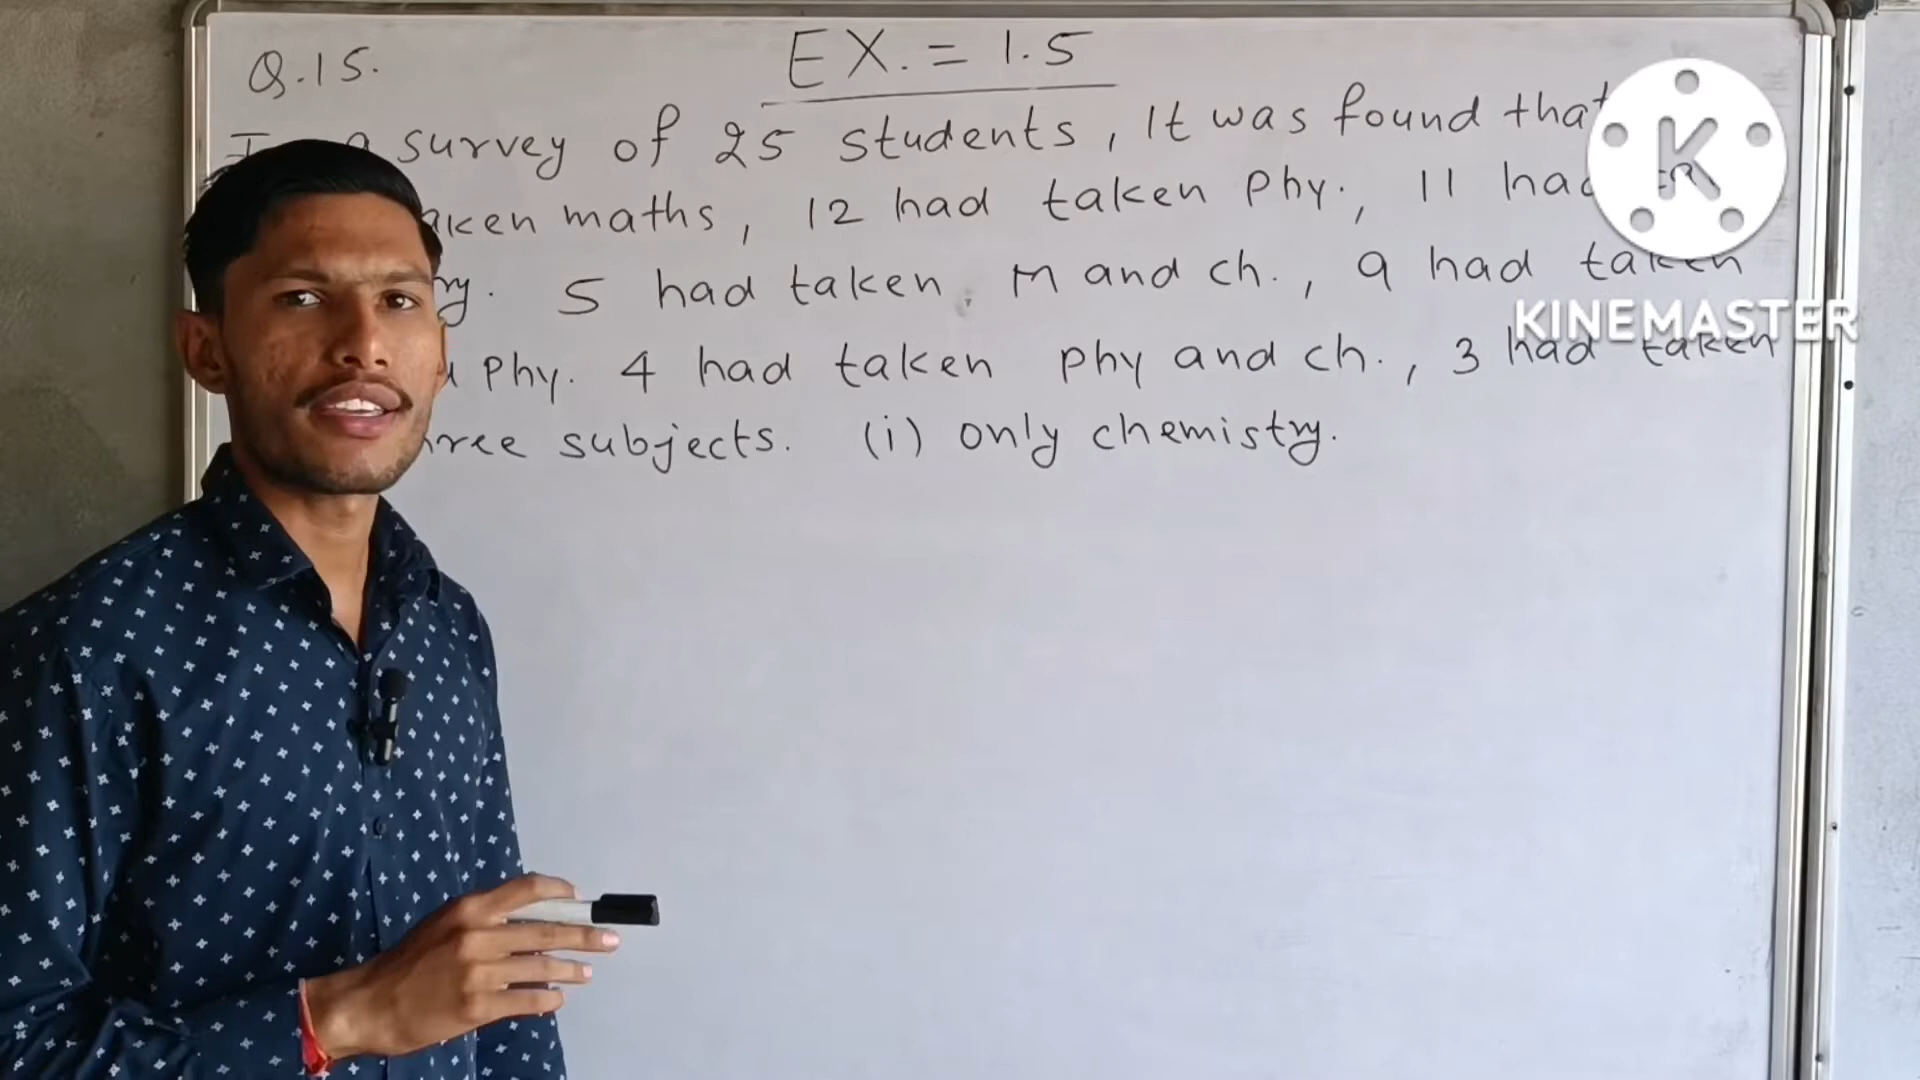 EX. = 1.5
Q.15.
survey of 25 students, It was found that
maths, 12 had taken Phy., 11 had
5 had taken M and ch., 9 had taken
KINEMASTER
Phy. 4 had taken phy and ch., 3 had taken
subjects. (i) only chemistry.